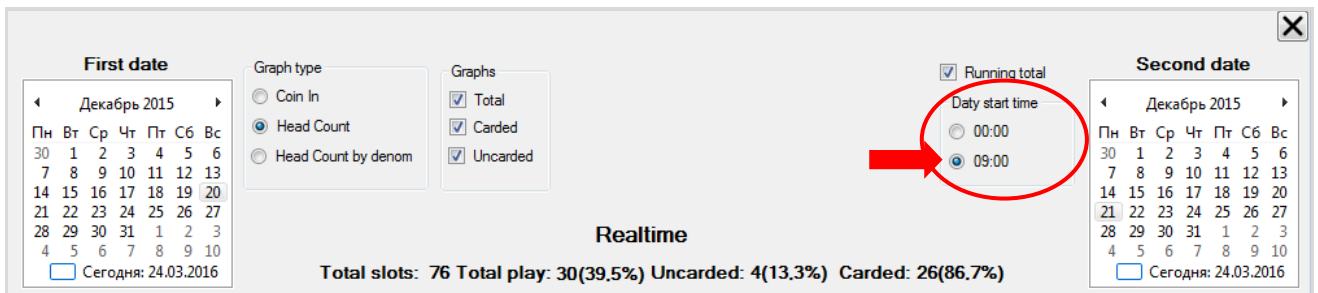 First date
Декабрь 2015
Пн Вт Ср Чт Пт Сб Вс
30 1 2 3 4 5 6
7 8 9 10 11 12 13
14 15 16 17 18 19 20
21 22 23 24 25 26 27
28 29 30 31 1 2 3
4 5 6 7 8 9 10
Сегодня: 24.03.2016
Graph type
Coin In
Head Count
Head Count by denom
Graphs
Total
Carded
Uncarded
Running total
Daty start time
00:00
09:00
Second date
Декабрь 2015
Пн Вт Ср Чт Пт Сб Вс
30 1 2 3 4 5 6
7 8 9 10 11 12 13
14 15 16 17 18 19 20
21 22 23 24 25 26 27
28 29 30 31 1 2 3
4 5 6 7 8 9 10
Сегодня: 24.03.2016
Realtime
Total slots: 76 Total play: 30(39,5%) Uncarded: 4(13,3%) Carded: 26(86,7%)